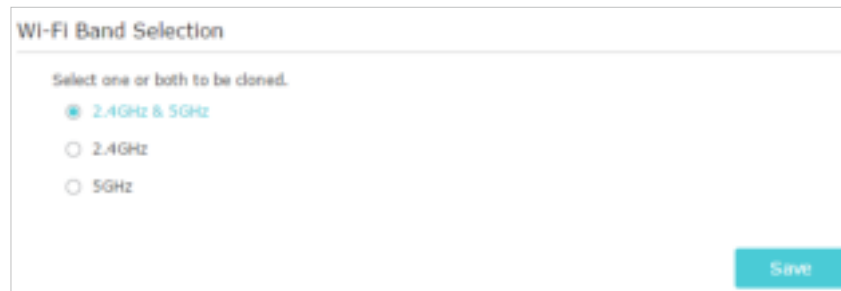 Wi-Fi Band Selection
Select one or both to be cloned.
2.4GHz & 5GHz
2.4GHz
5GHz
Save